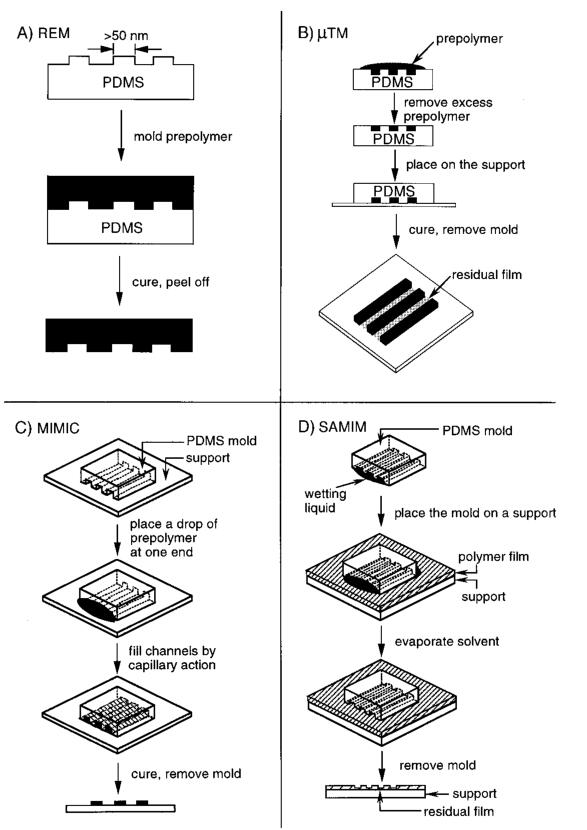 A) REM
>50 nm
PDMS
mold prepolymer
PDMS
cure, peel off
B) μTM
prepolymer
PDMS
remove excess
prepolymer
PDMS
place on the support
PDMS
cure, remove mold
residual film
C) MIMIC
PDMS mold
support
place a drop of
prepolymer
at one end
fill channels by
capillary action
cure, remove mold
D) SAMIM
PDMS mold
wetting
liquid
place the mold on a support
polymer film
support
evaporate solvent
remove mold
support
residual film